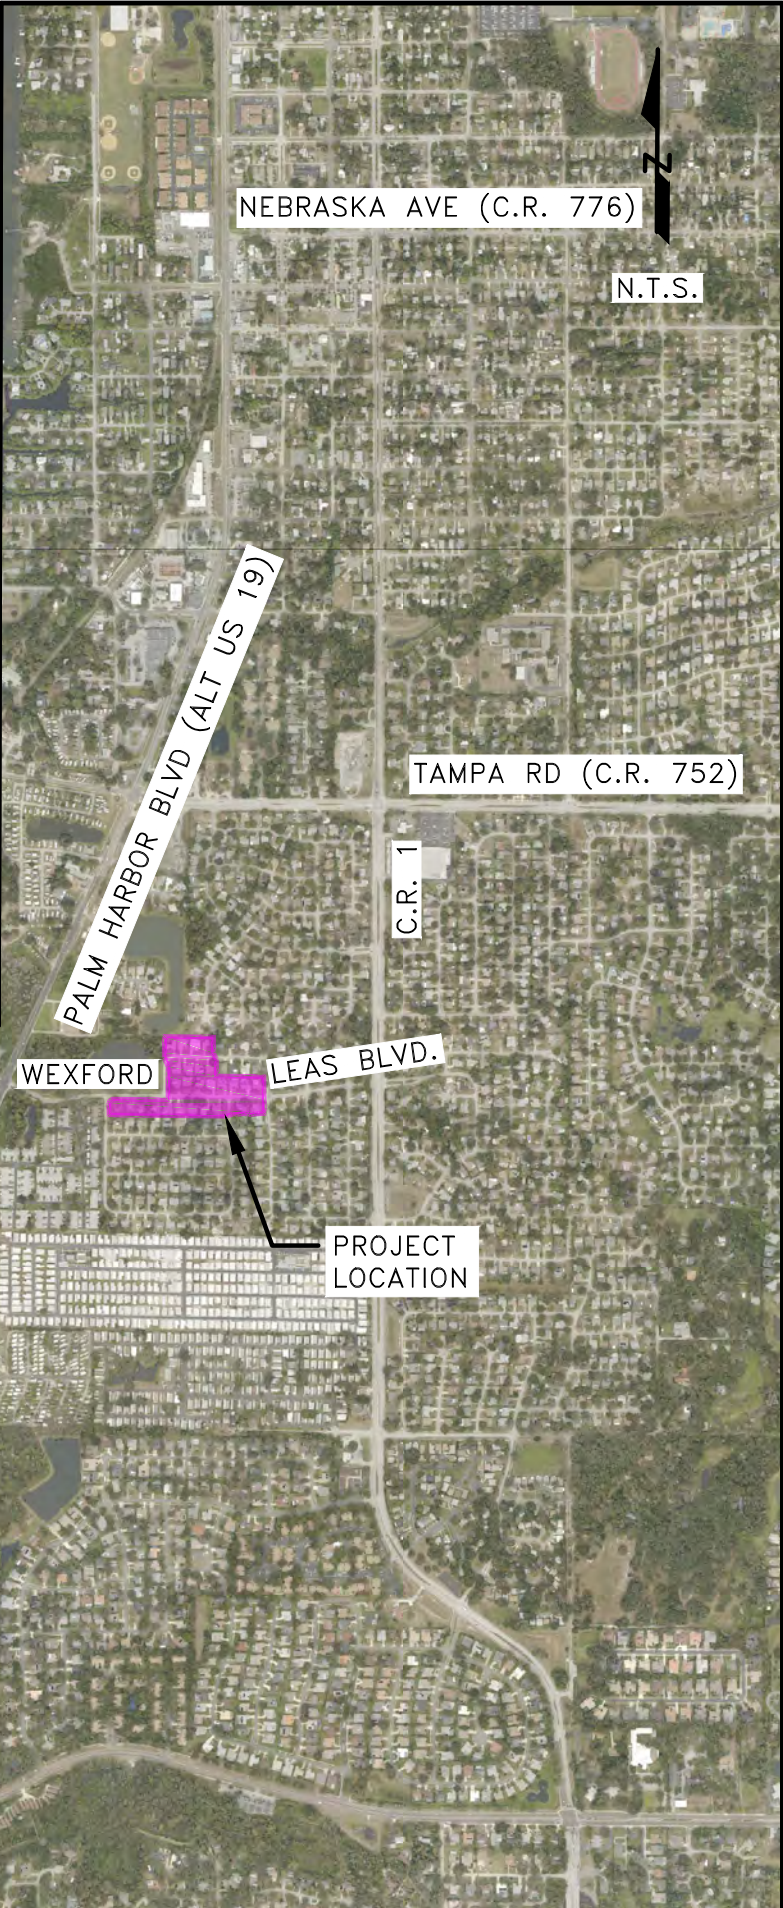 NEBRASKA AVE (C.R. 776)
N
N.T.S.
PALM HARBOR BLVD (ALT US 19)
TAMPA RD (C.R. 752)
C.R. 1
WEXFORD
LEAS BLVD.
PROJECT
LOCATION